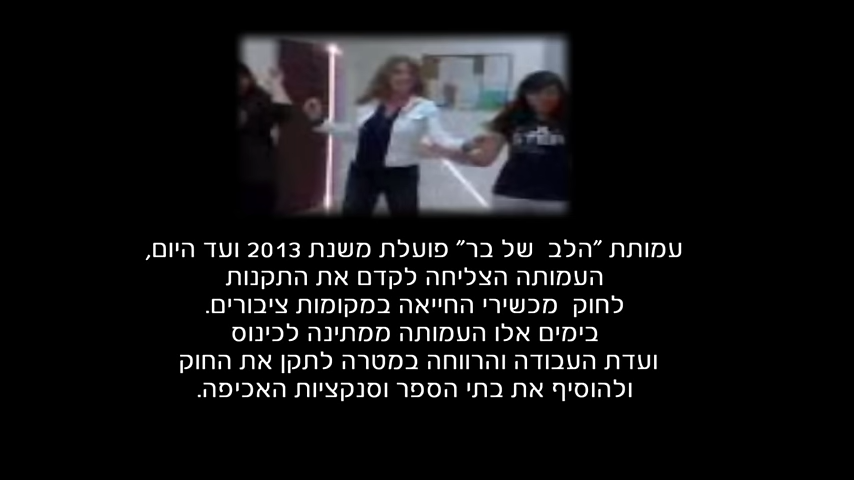 עמותת "הלב של בר" פועלת משנת 2013 ועד היום,
העמותה הצליחה לקדם את התקנות
לחוק מכשירי החייאה במקומות ציבורים.
בימים אלו העמותה ממתינה לכינוס
ועדת העבודה והרווחה במטרה לתקן את החוק
ולהוסיף את בתי הספר וסנקציות האכיפה.